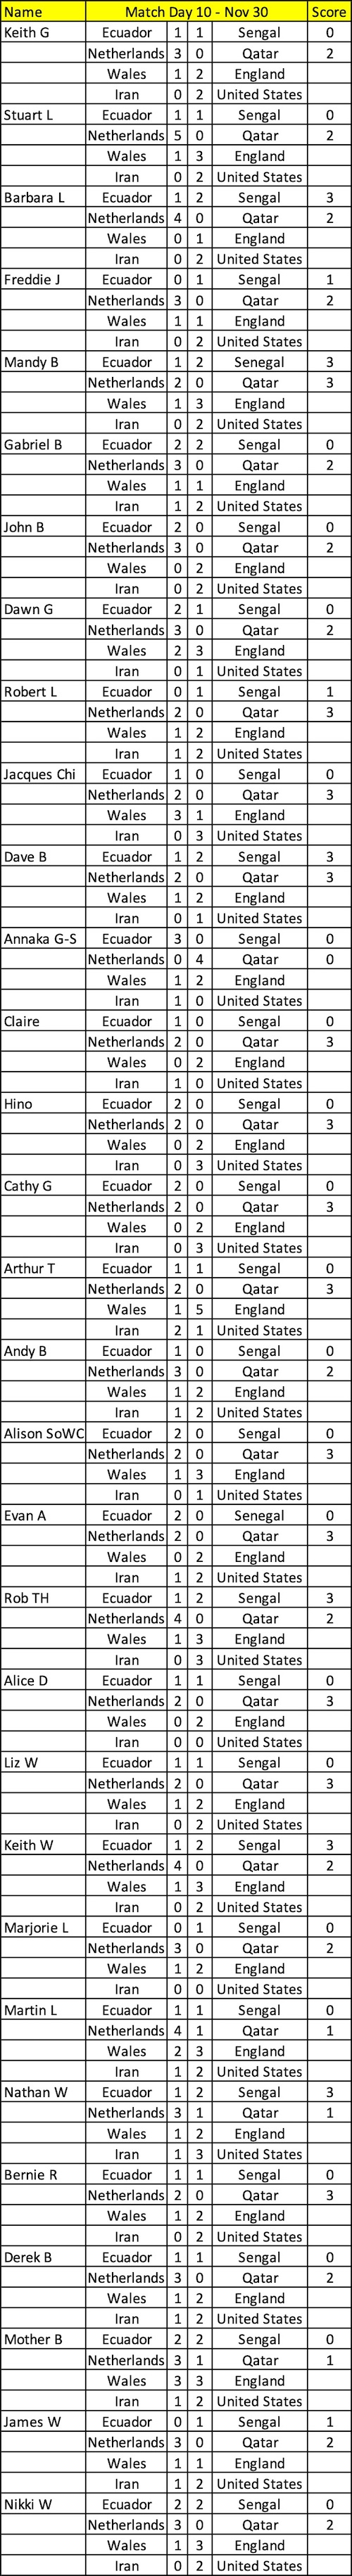 Name Match Day 10 - Nov 30 Score
Keith G Ecuador 1 1 Sengal 0
Netherlands 3 0 Qatar 2
Wales 1 2 England
Iran 0 2 United States
Stuart L Ecuador 1 1 Sengal 0
Netherlands 5 0 Qatar 2
Wales 1 3 England
Iran 0 2 United States
Barbara L Ecuador 1 2 Sengal 3
Netherlands 4 0 Qatar 2
Wales 0 1 England
Iran 0 2 United States
Freddie J Ecuador 0 1 Sengal 1
Netherlands 3 0 Qatar 2
Wales 1 1 England
Iran 0 2 United States
Mandy B Ecuador 1 2 Senegal 3
Netherlands 2 0 Qatar 3
Wales 1 3 England
Iran 0 2 United States
Gabriel B Ecuador 2 2 Sengal 0
Netherlands 3 0 Qatar 2
Wales 1 1 England
Iran 1 2 United States
John B Ecuador 2 0 Sengal 0
Netherlands 3 0 Qatar 2
Wales 0 2 England
Iran 0 2 United States
Dawn G Ecuador 2 1 Sengal 0
Netherlands 3 0 Qatar 2
Wales 2 3 England
Iran 0 1 United States
Robert L Ecuador 0 1 Sengal 1
Netherlands 2 0 Qatar 3
Wales 1 2 England
Iran 1 2 United States
Jacques Chi Ecuador 1 0 Sengal 0
Netherlands 2 0 Qatar 3
Wales 3 1 England
Iran 0 3 United States
Dave B Ecuador 1 2 Sengal 3
Netherlands 2 0 Qatar 3
Wales 1 2 England
Iran 0 1 United States
Annaka G-S Ecuador 3 0 Sengal 0
Netherlands 0 4 Qatar 0
Wales 1 2 England
Iran 1 0 United States
Claire Ecuador 1 0 Sengal 0
Netherlands 2 0 Qatar 3
Wales 0 2 England
Iran 1 0 United States
Hino Ecuador 2 0 Sengal 0
Netherlands 2 0 Qatar 3
Wales 0 2 England
Iran 0 3 United States
Cathy G Ecuador 2 0 Sengal 0
Netherlands 2 0 Qatar 3
Wales 0 2 England
Iran 0 3 United States
Arthur T Ecuador 1 1 Sengal 0
Netherlands 2 0 Qatar 3
Wales 1 5 England
Iran 2 1 United States
Andy B Ecuador 1 0 Sengal 0
Netherlands 3 0 Qatar 2
Wales 1 2 England
Iran 1 2 United States
Alison SoWC Ecuador 2 0 Sengal 0
Netherlands 2 0 Qatar 3
Wales 1 3 England
Iran 0 1 United States
Evan A Ecuador 2 0 Senegal 0
Netherlands 2 0 Qatar 3
Wales 0 2 England
Iran 1 2 United States
Rob TH Ecuador 1 2 Sengal 3
Netherlands 4 0 Qatar 2
Wales 1 3 England
Iran 0 3 United States
Alice D Ecuador 1 1 Sengal 0
Netherlands 2 0 Qatar 3
Wales 0 2 England
Iran 0 0 United States
Liz W Ecuador 1 1 Sengal 0
Netherlands 2 0 Qatar 3
Wales 1 2 England
Iran 0 2 United States
Keith W Ecuador 1 2 Sengal 3
Netherlands 4 0 Qatar 2
Wales 1 3 England
Iran 0 2 United States
Marjorie L Ecuador 0 1 Sengal 0
Netherlands 3 0 Qatar 2
Wales 1 2 England
Iran 0 0 United States
Martin L Ecuador 1 1 Sengal 0
Netherlands 4 1 Qatar 1
Wales 2 3 England
Iran 1 2 United States
Nathan W Ecuador 1 2 Sengal 3
Netherlands 3 1 Qatar 1
Wales 1 2 England
Iran 1 3 United States
Bernie R Ecuador 1 1 Sengal 0
Netherlands 2 0 Qatar 3
Wales 1 2 England
Iran 0 2 United States
Derek B Ecuador 1 1 Sengal 0
Netherlands 3 0 Qatar 2
Wales 1 2 England
Iran 1 2 United States
Mother B Ecuador 2 2 Sengal 0
Netherlands 3 1 Qatar 1
Wales 3 3 England
Iran 1 2 United States
James W Ecuador 0 1 Sengal 1
Netherlands 3 0 Qatar 2
Wales 1 1 England
Iran 1 2 United States
Nikki W Ecuador 2 2 Sengal 0
Netherlands 3 0 Qatar 2
Wales 1 3 England
Iran 0 2 United States